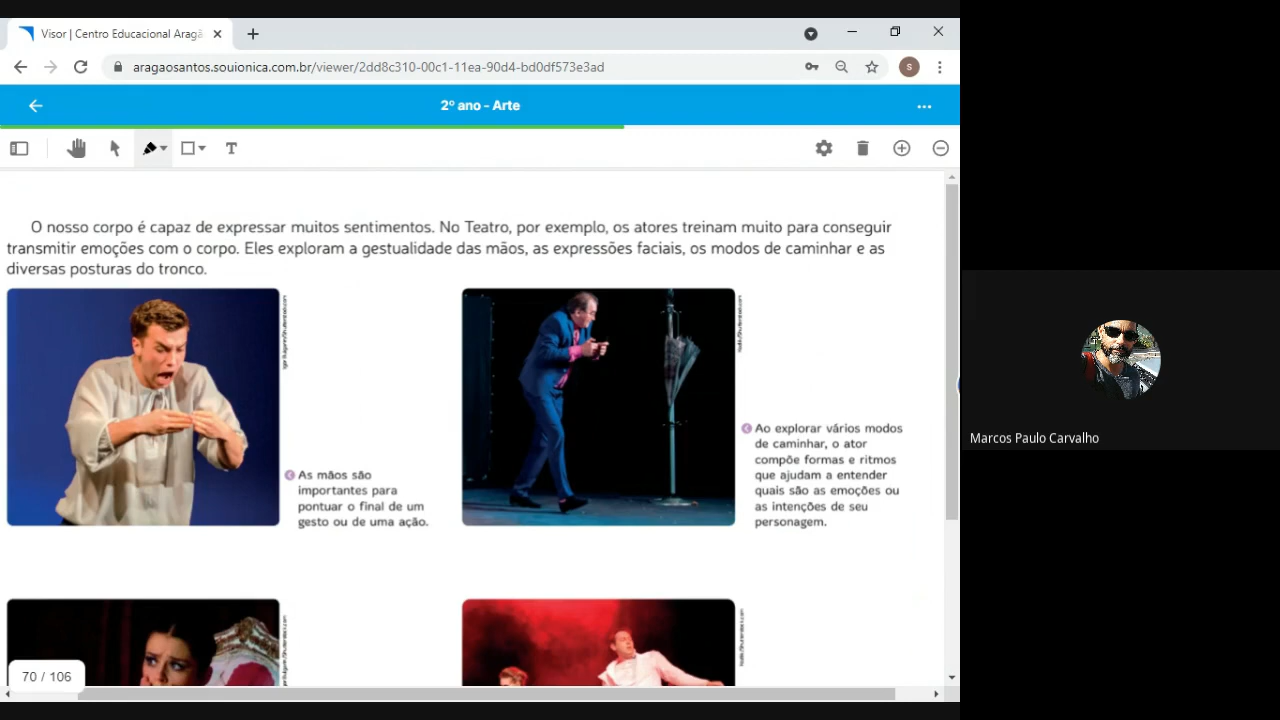 Visor | Centro Educacional Aragã
aragaosantos.souionica.com.br/viewer/2dd8c310-00c1-11ea-90d4-bd0df573e3ad
s
2º ano - Arte
T
O nosso corpo é capaz de expressar muitos sentimentos. No Teatro, por exemplo, os atores treinam muito para conseguir
transmitir emoções com o corpo. Eles exploram a gestualidade das mãos, as expressões faciais, os modos de caminhar e as
diversas posturas do tronco.
As mãos são
importantes para
pontuar o final de um
gesto ou de uma ação.
Ao explorar vários modos
de caminhar, o ator
compõe formas e ritmos
que ajudam a entender
quais são as emoções ou
as intenções de seu
personagem.
70 / 106
Marcos Paulo Carvalho